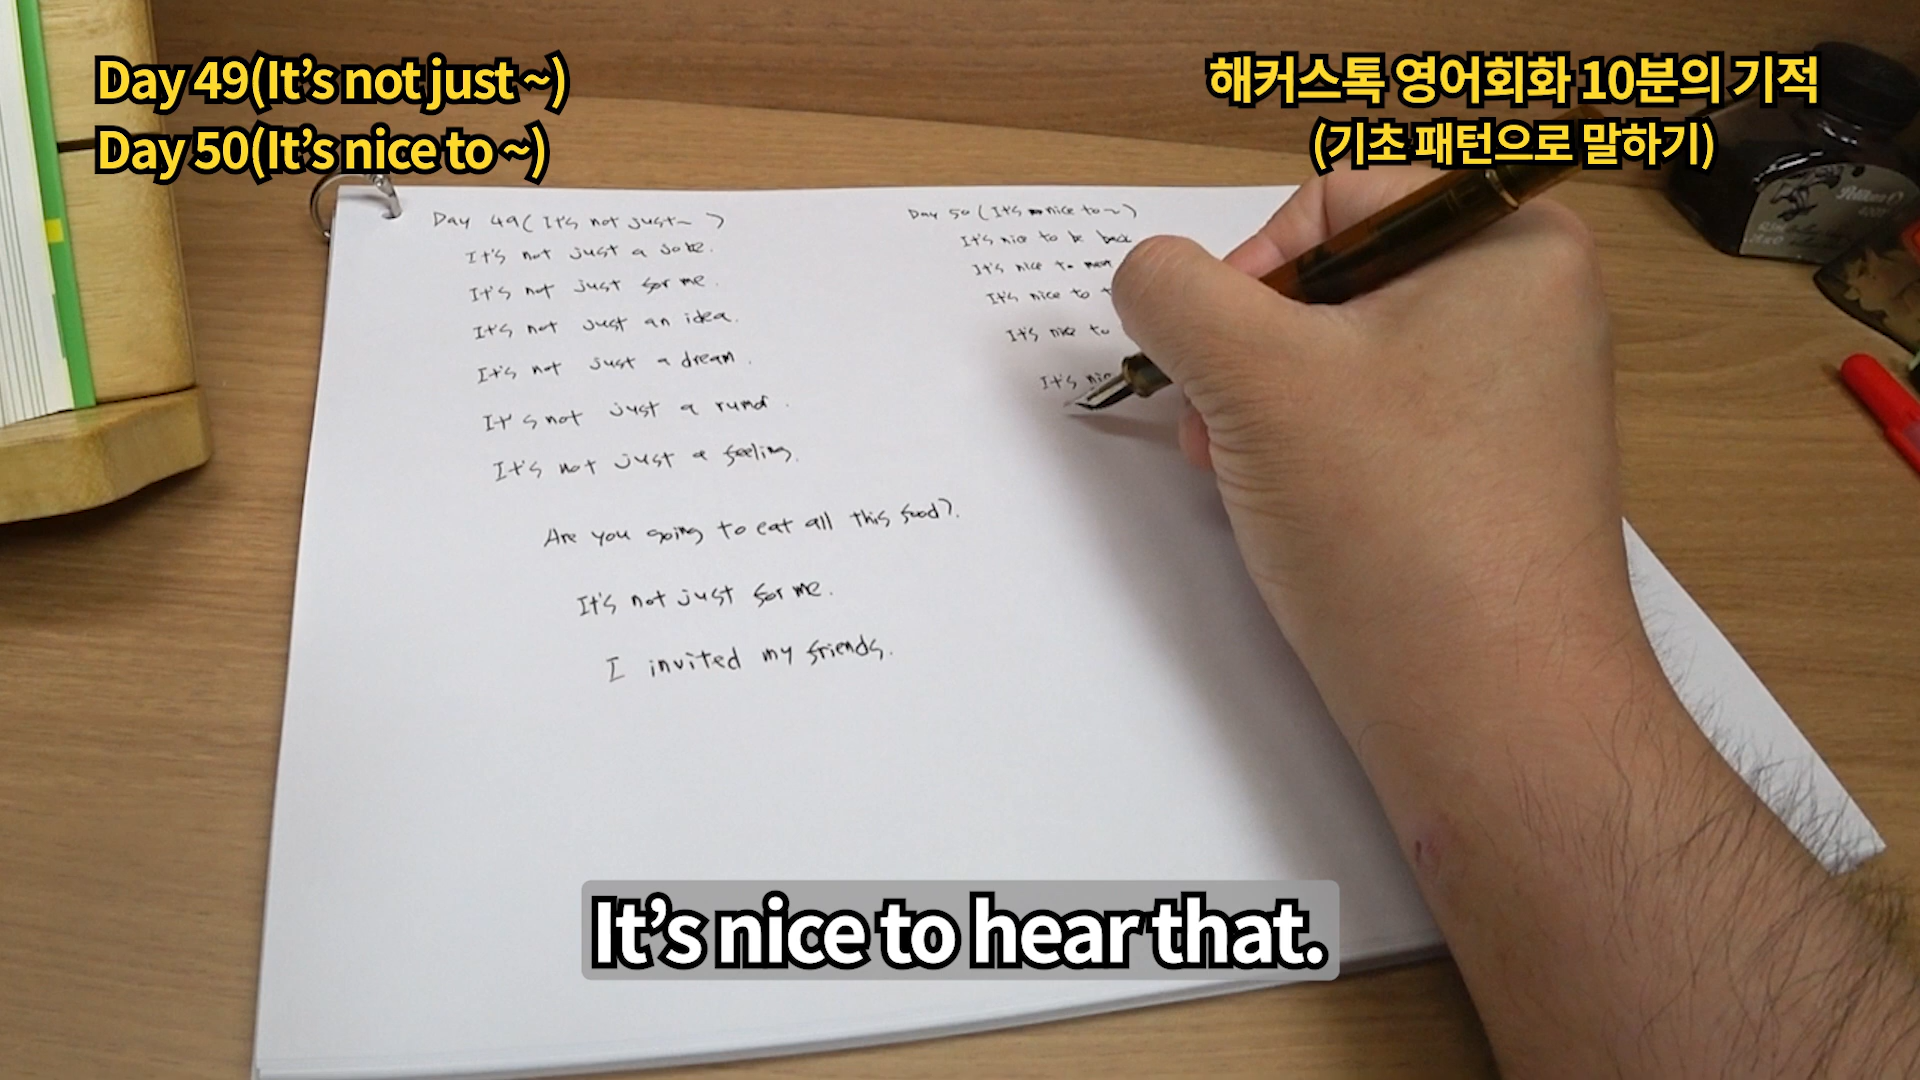 Day 49(It's not just ~)
Day 50(It's nice to ~)
해커스톡 영어회화 10분의 기적
(기초 패턴으로 말하기)
Pelikan
4001
Day 49 (It's not just~ )
It's not just a joke.
It's not just for me.
It's not just an idea.
It's not just a dream.
It's not just a rumor.
It's not just a feeling.
Are you going to eat all this food?.
It's not just for me.
I invited my friends.
Day 50 (It's nice to~)
It's nice to be back
It's nice to
It's nice to
It's nice to
It's
It's nice to hear that.